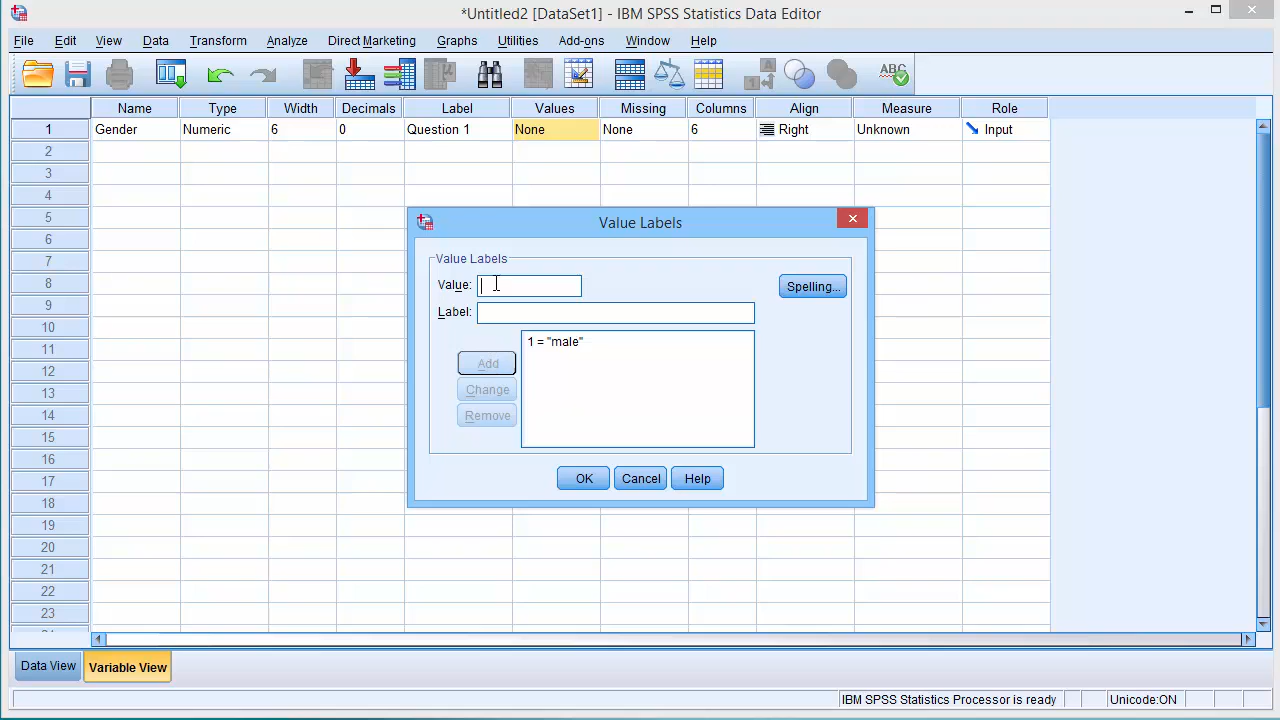 *Untitled2 [DataSet1] - IBM SPSS Statistics Data Editor
File Edit View Data Transform Analyze Direct Marketing Graphs Utilities Add-ons Window Help
A
ABC
Name Type Width Decimals Label Values Missing Columns Align Measure Role
1 Gender Numeric 6 0 Question 1 None None 6 Right Unknown Input
2
3
4
5
6
7
8
9
10
11
12
13
14
15
16
17
18
19
20
21
22
23
Value Labels
Value Labels
Value:
Spelling...
Label:
1 = "male"
Add
Change
Remove
OK Cancel Help
Data View Variable View
IBM SPSS Statistics Processor is ready Unicode:ON